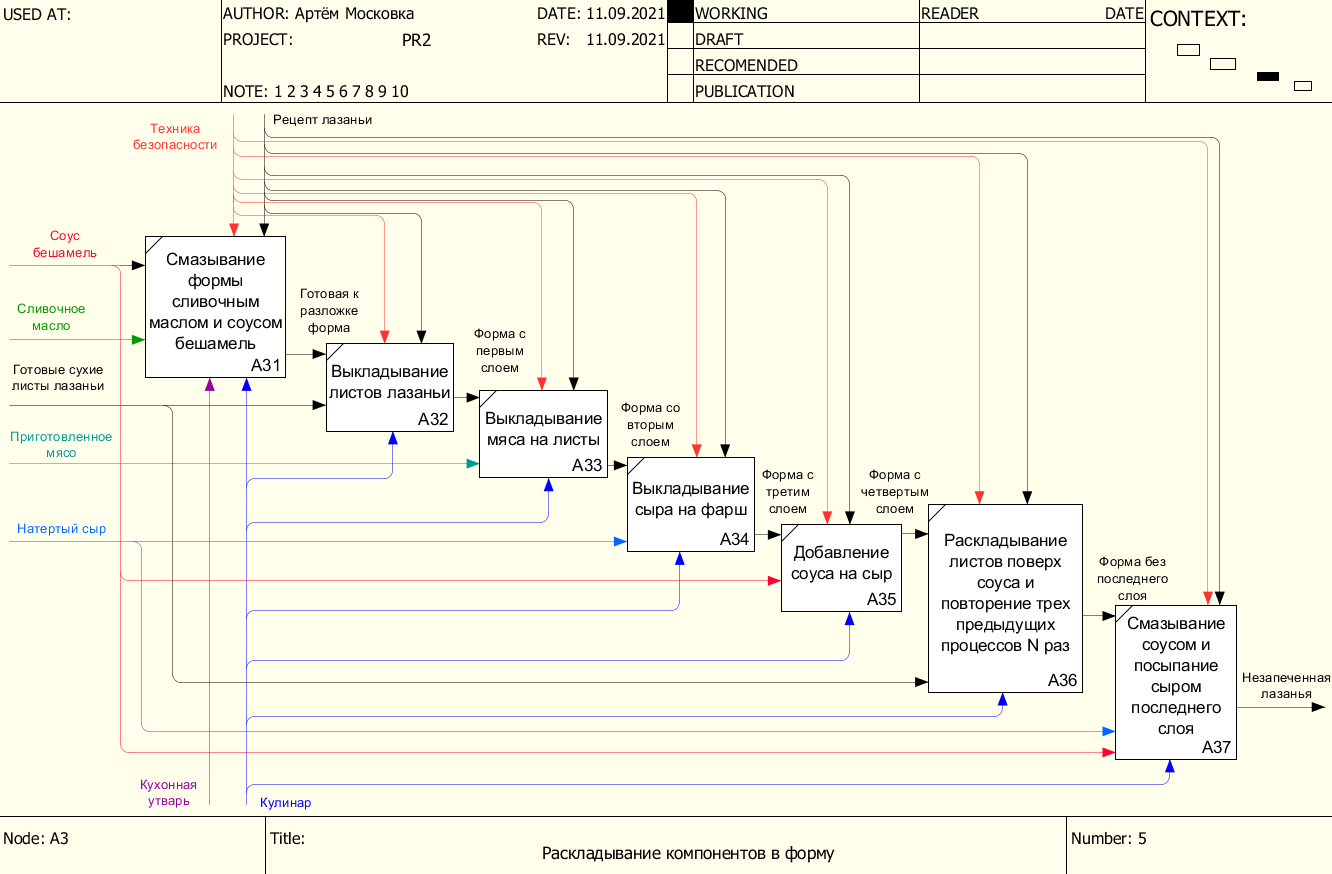 USED AT:
AUTHOR: Артём Московка
DATE: 11.09.2021
PROJECT:
PR2
REV: 11.09.2021
NOTE: 1 2 3 4 5 6 7 8 9 10
WORKING
DRAFT
RECOMENDED
PUBLICATION
READER
DATE
CONTEXT:
Техника
безопасности
Рецепт лазаньи
Соус
бешамель
Сливочное
масло
Готовые сухие
листы лазаньи
Приготовленное
мясо
Натертый сыр
Смазывание
формы
сливочным
маслом и соусом
бешамель
A31
Готовая к
разложке
форма
Выкладывание
листов лазаньи
A32
Форма с
первым
слоем
Выкладывание
мяса на листы
A33
Форма со
вторым
слоем
Выкладывание
сыра на фарш
A34
Форма с
третим
слоем
Добавление
соуса на сыр
A35
Форма с
четвертым
слоем
Раскладывание
листов поверх
соуса и
повторение трех
предыдущих
процессов N раз
A36
Форма без
последнего
слоя
Смазывание
соусом и
посыпание
сыром
последнего
слоя
A37
Незапеченная
лазанья
Кухонная
утварь
Кулинар
Node: A3
Title:
Раскладывание компонентов в форму
Number: 5